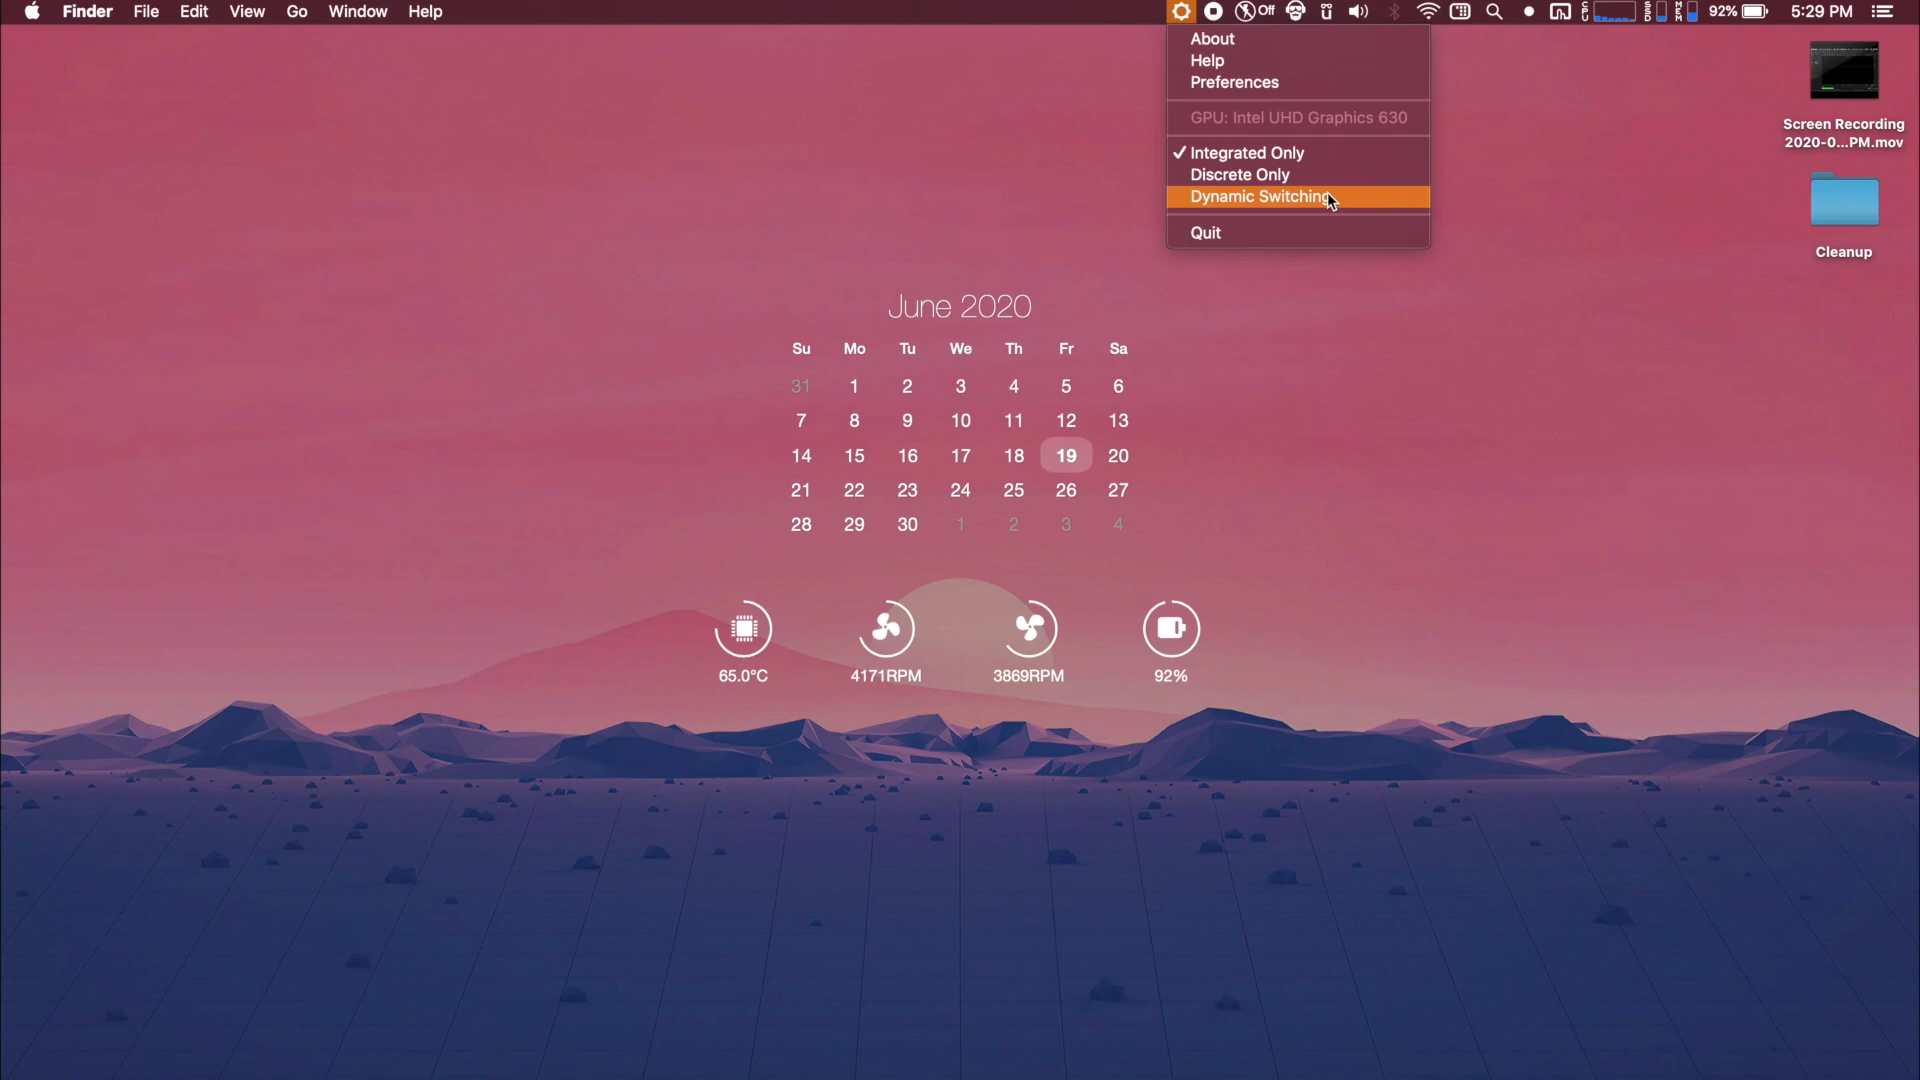 Finder File Edit View Go Window Help
Off ü CPU SSD MEM 92% 5:29 PM
About
Help
Preferences
GPU: Intel UHD Graphics 630
✓ Integrated Only
Discrete Only
Dynamic Switching
Quit
Screen Recording
2020-0...PM.mov
Cleanup
June 2020
Su Mo Tu We Th Fr Sa
31 1 2 3 4 5 6
7 8 9 10 11 12 13
14 15 16 17 18 19 20
21 22 23 24 25 26 27
28 29 30 1 2 3 4
65.0°C 4171RPM 3869RPM 92%